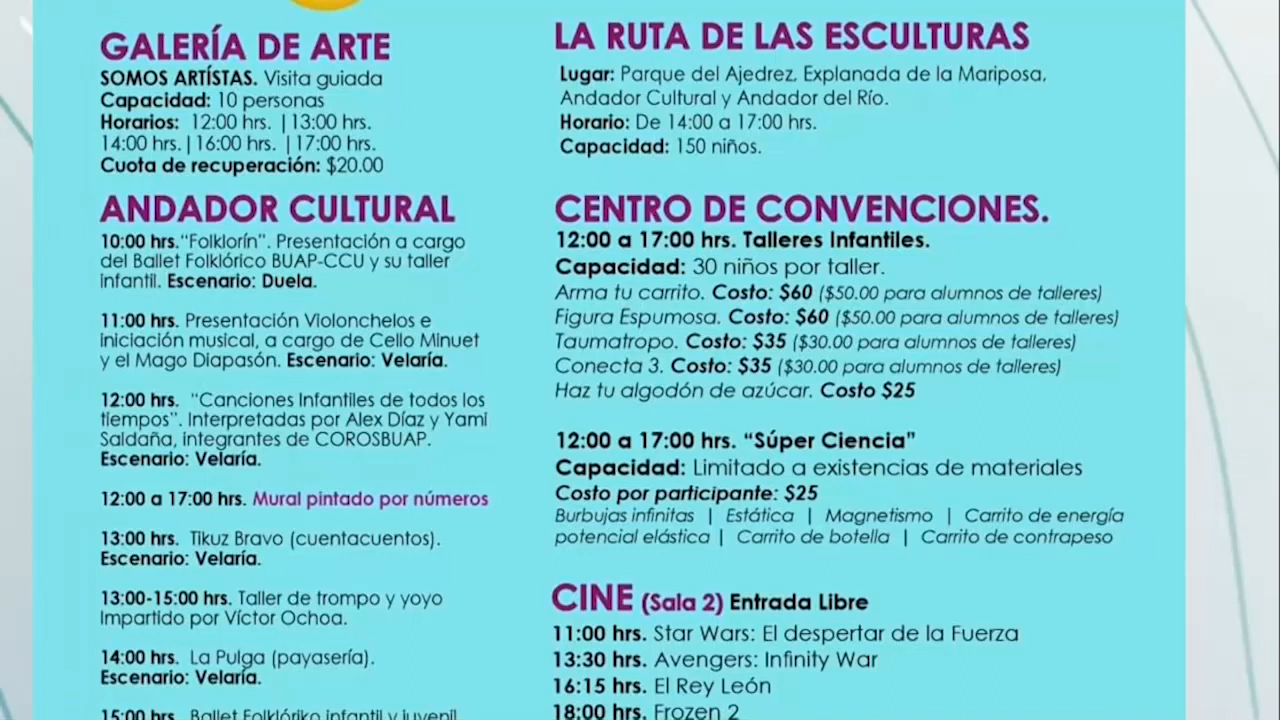 GALERÍA DE ARTE
SOMOS ARTÍSTAS. Visita guiada
Capacidad: 10 personas
Horarios: 12:00 hrs. | 13:00 hrs.
14:00 hrs. | 16:00 hrs. | 17:00 hrs.
Cuota de recuperación: $20.00
ANDADOR CULTURAL
10:00 hrs."Folklorín". Presentación a cargo
del Ballet Folklórico BUAP-CCU y su taller
infantil. Escenario: Duela.
11:00 hrs. Presentación Violonchelos e
iniciación musical, a cargo de Cello Minuet
y el Mago Diapasón. Escenario: Velaría.
12:00 hrs. "Canciones Infantiles de todos los
tiempos". Interpretadas por Alex Díaz y Yami
Saldaña, integrantes de COROSBUAP.
Escenario: Velaría.
12:00 a 17:00 hrs. Mural pintado por números
13:00 hrs. Tikuz Bravo (cuentacuentos).
Escenario: Velaría.
13:00-15:00 hrs. Taller de trompo y yoyo
Impartido por Víctor Ochoa.
14:00 hrs. La Pulga (payasería).
Escenario: Velaría.
15:00 hrs. Ballet Folklóriko infantil y juvenil
LA RUTA DE LAS ESCULTURAS
Lugar: Parque del Ajedrez, Explanada de la Mariposa,
Andador Cultural y Andador del Río.
Horario: De 14:00 a 17:00 hrs.
Capacidad: 150 niños.
CENTRO DE CONVENCIONES.
12:00 a 17:00 hrs. Talleres Infantiles.
Capacidad: 30 niños por taller.
Arma tu carrito. Costo: $60 ($50.00 para alumnos de talleres)
Figura Espumosa. Costo: $60 ($50.00 para alumnos de talleres)
Taumatropo. Costo: $35 ($30.00 para alumnos de talleres)
Conecta 3. Costo: $35 ($30.00 para alumnos de talleres)
Haz tu algodón de azúcar. Costo $25
12:00 a 17:00 hrs. “Súper Ciencia”
Capacidad: Limitado a existencias de materiales
Costo por participante: $25
Burbujas infinitas | Estática | Magnetismo | Carrito de energía
potencial elástica | Carrito de botella | Carrito de contrapeso
CINE (Sala 2) Entrada Libre
11:00 hrs. Star Wars: El despertar de la Fuerza
13:30 hrs. Avengers: Infinity War
16:15 hrs. El Rey León
18:00 hrs. Frozen 2